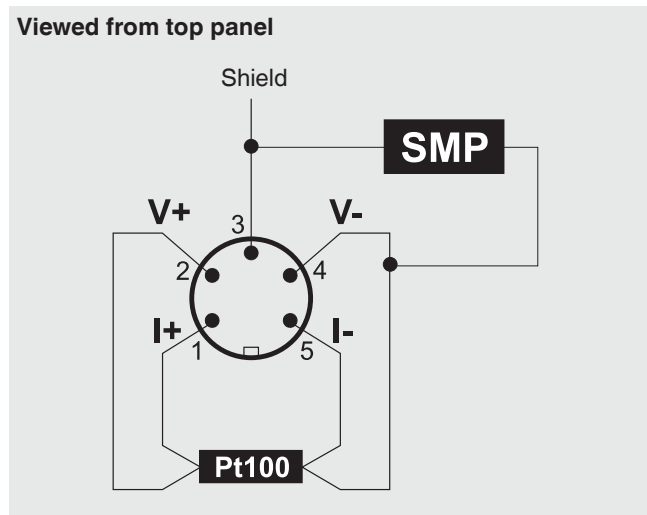 Viewed from top panel
Shield
SMP
V+
3
V-
2
4
I+
I-
1
5
Pt100